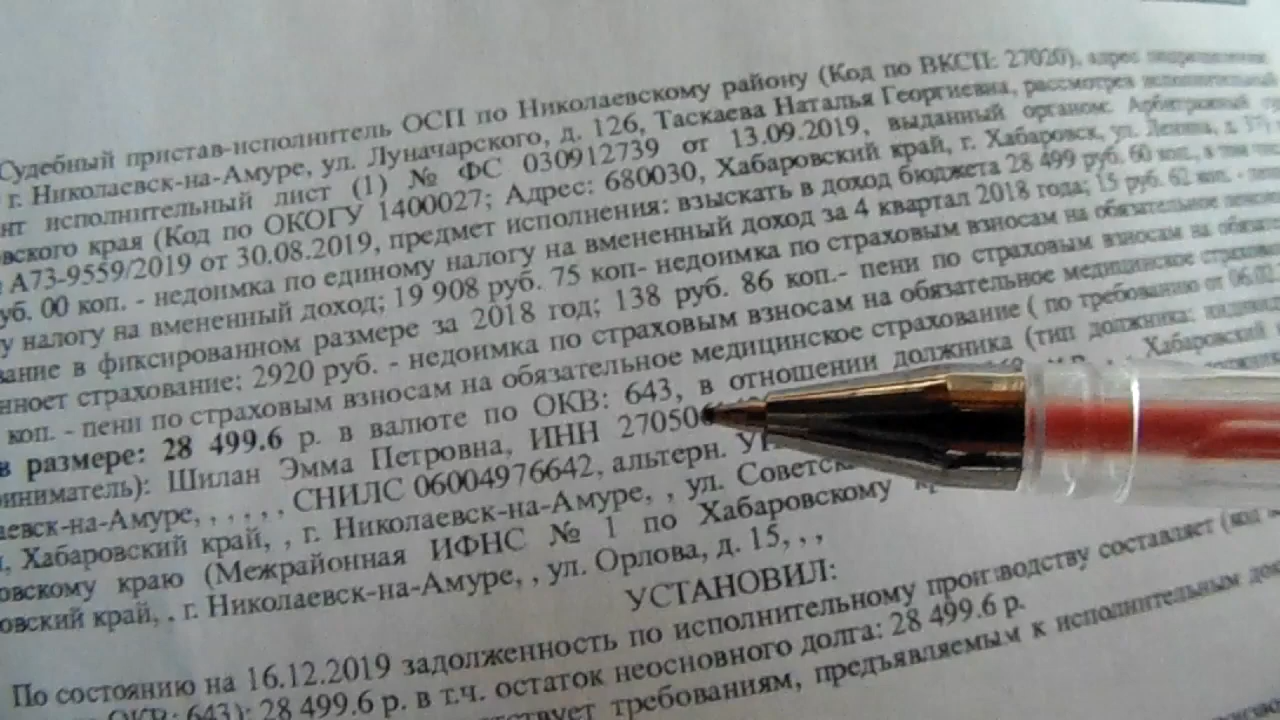 Судебный пристав-исполнитель ОСП по Николаевскому району (Код по ВКСП: 27020), адрес подразделения
г. Николаевск-на-Амуре, ул. Луначарского, д. 126, Таскаева Наталья Георгиевна, рассмотрев исполнительный
нт исполнительный лист (1) № ФС 030912739 от 13.09.2019, выданный органом: Арбитражный
вского края (Код по ОКОГУ 1400027; Адрес: 680030, Хабаровский край, г. Хабаровск, ул. Ленина, д. 37)
А73-9559/2019 от 30.08.2019, предмет исполнения: взыскать в доход бюджета 28 499 руб. 60 коп., в том
уб. 00 коп. - недоимка по единому налогу на вмененный доход за 4 квартал 2018 года; 15 руб. 62 коп. -
у налогу на вмененный доход; 19 908 руб. 75 коп- недоимка по страховым взносам на обязательное
вание в фиксированном размере за 2018 год; 138 руб. 86 коп.- пени по страховым взносам на
нноет страхование; 2920 руб. - недоимка по страховым взносам на обязательное медицинское
коп. - пени по страховым взносам на обязательное медицинское страхование ( по требованию от 06.02
в размере: 28 499.6 р. в валюте по ОКВ: 643, в отношении должника (тип должника:
риниматель): Шилан Эмма Петровна, ИНН 27050 Хабаровский
аевск-на-Амуре, , , , , , СНИЛС 06004976642, альтерн.
, Хабаровский край, , г. Николаевск-на-Амуре, , ул. Советск
овскому краю (Межрайонная ИФНС № 1 по Хабаровскому
овский край, , г. Николаевск-на-Амуре, , ул. Орлова, д. 15, , ,
УСТАНОВИЛ:
По состоянию на 16.12.2019 задолженность по исполнительному производству составляет (код
ОКВ: 643): 28 499.6 р. в т.ч. остаток неосновного долга: 28 499.6 р.
тствует требованиям, предъявляемым к исполнительным